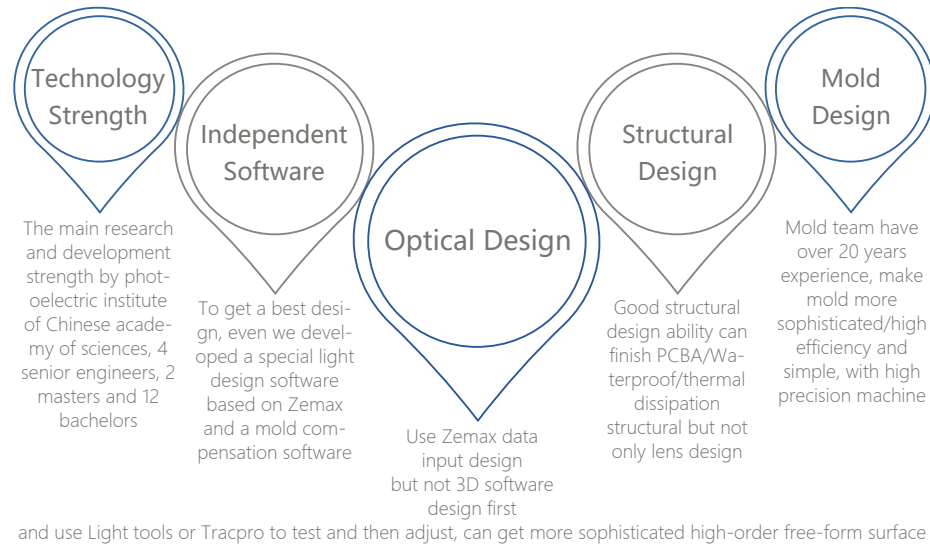 Technology
Strength
The main research
and development
strength by phot-
oelectric institute
of Chinese acade-
my of sciences, 4
senior engineers, 2
masters and 12
bachelors
Independent
Software
To get a best desi-
gn, even we devel-
oped a special light
design software
based on Zemax
and a mold com-
pensation software
Optical Design
Use Zemax data
input design
but not 3D software
design first
and use Light tools or Tracpro to test and then adjust, can get more sophisticated high-order free-form surface
Structural
Design
Good structural
design ability can
finish PCBA/Wa-
terproof/thermal
dissipation
structural but not
only lens design
Mold
Design
Mold team have
over 20 years
experience, make
mold more
sophisticated/high
efficiency and
simple, with high
precision machine